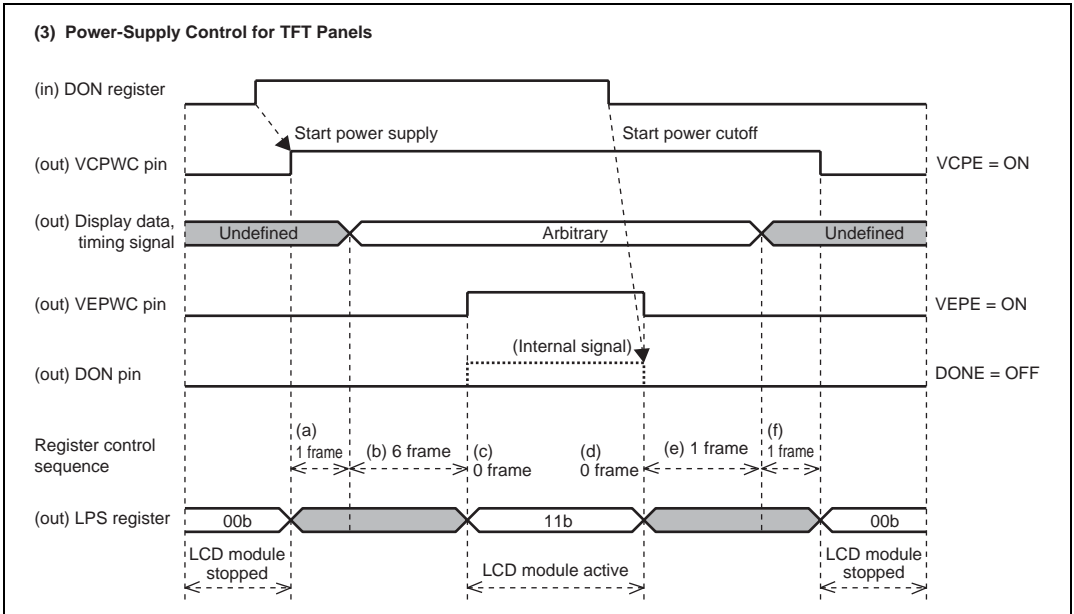 (3) Power-Supply Control for TFT Panels
(in) DON register
Start power supply
Start power cutoff
(out) VCPWC pin
VCPE = ON
(out) Display data,
timing signal
Undefined
Arbitrary
Undefined
(out) VEPWC pin
VEPE = ON
(Internal signal)
(out) DON pin
DONE = OFF
Register control
sequence
(a)
1 frame
(b) 6 frame
(c)
0 frame
(d)
0 frame
(e) 1 frame
(f)
1 frame
(out) LPS register
00b
11b
00b
LCD module
stopped
LCD module active
LCD module
stopped